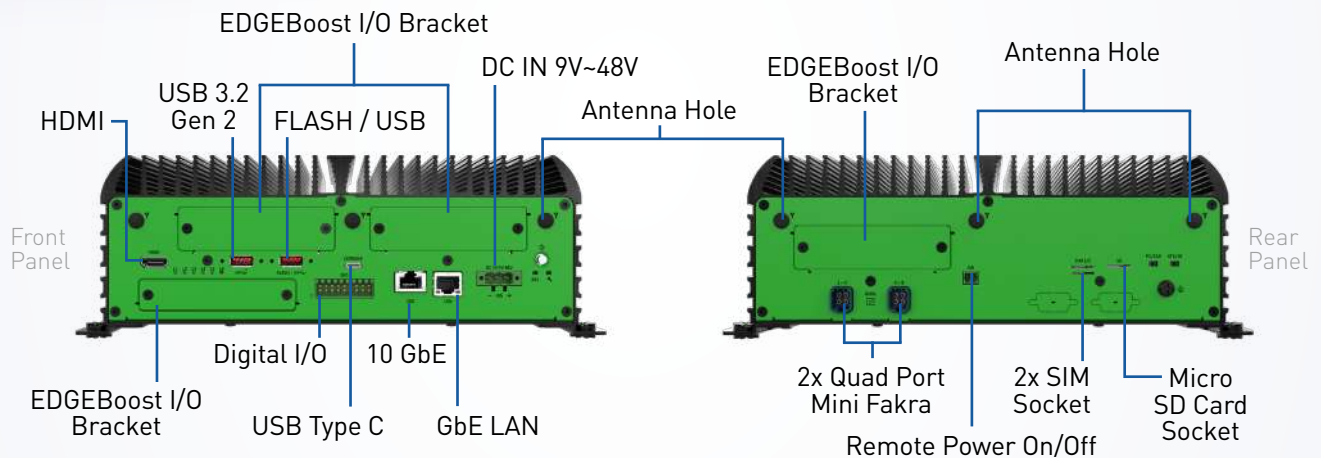 EDGEBoost I/O Bracket
DC IN 9V~48V
USB 3.2
Gen 2
HDMI
FLASH / USB
Antenna Hole
EDGEBoost I/O
Bracket
Antenna Hole
Front
Panel
Rear
Panel
Digital I/O
10 GbE
EDGEBoost I/O
Bracket
USB Type C
GbE LAN
2x Quad Port
Mini Fakra
2x SIM
Socket
Micro
SD Card
Socket
Remote Power On/Off